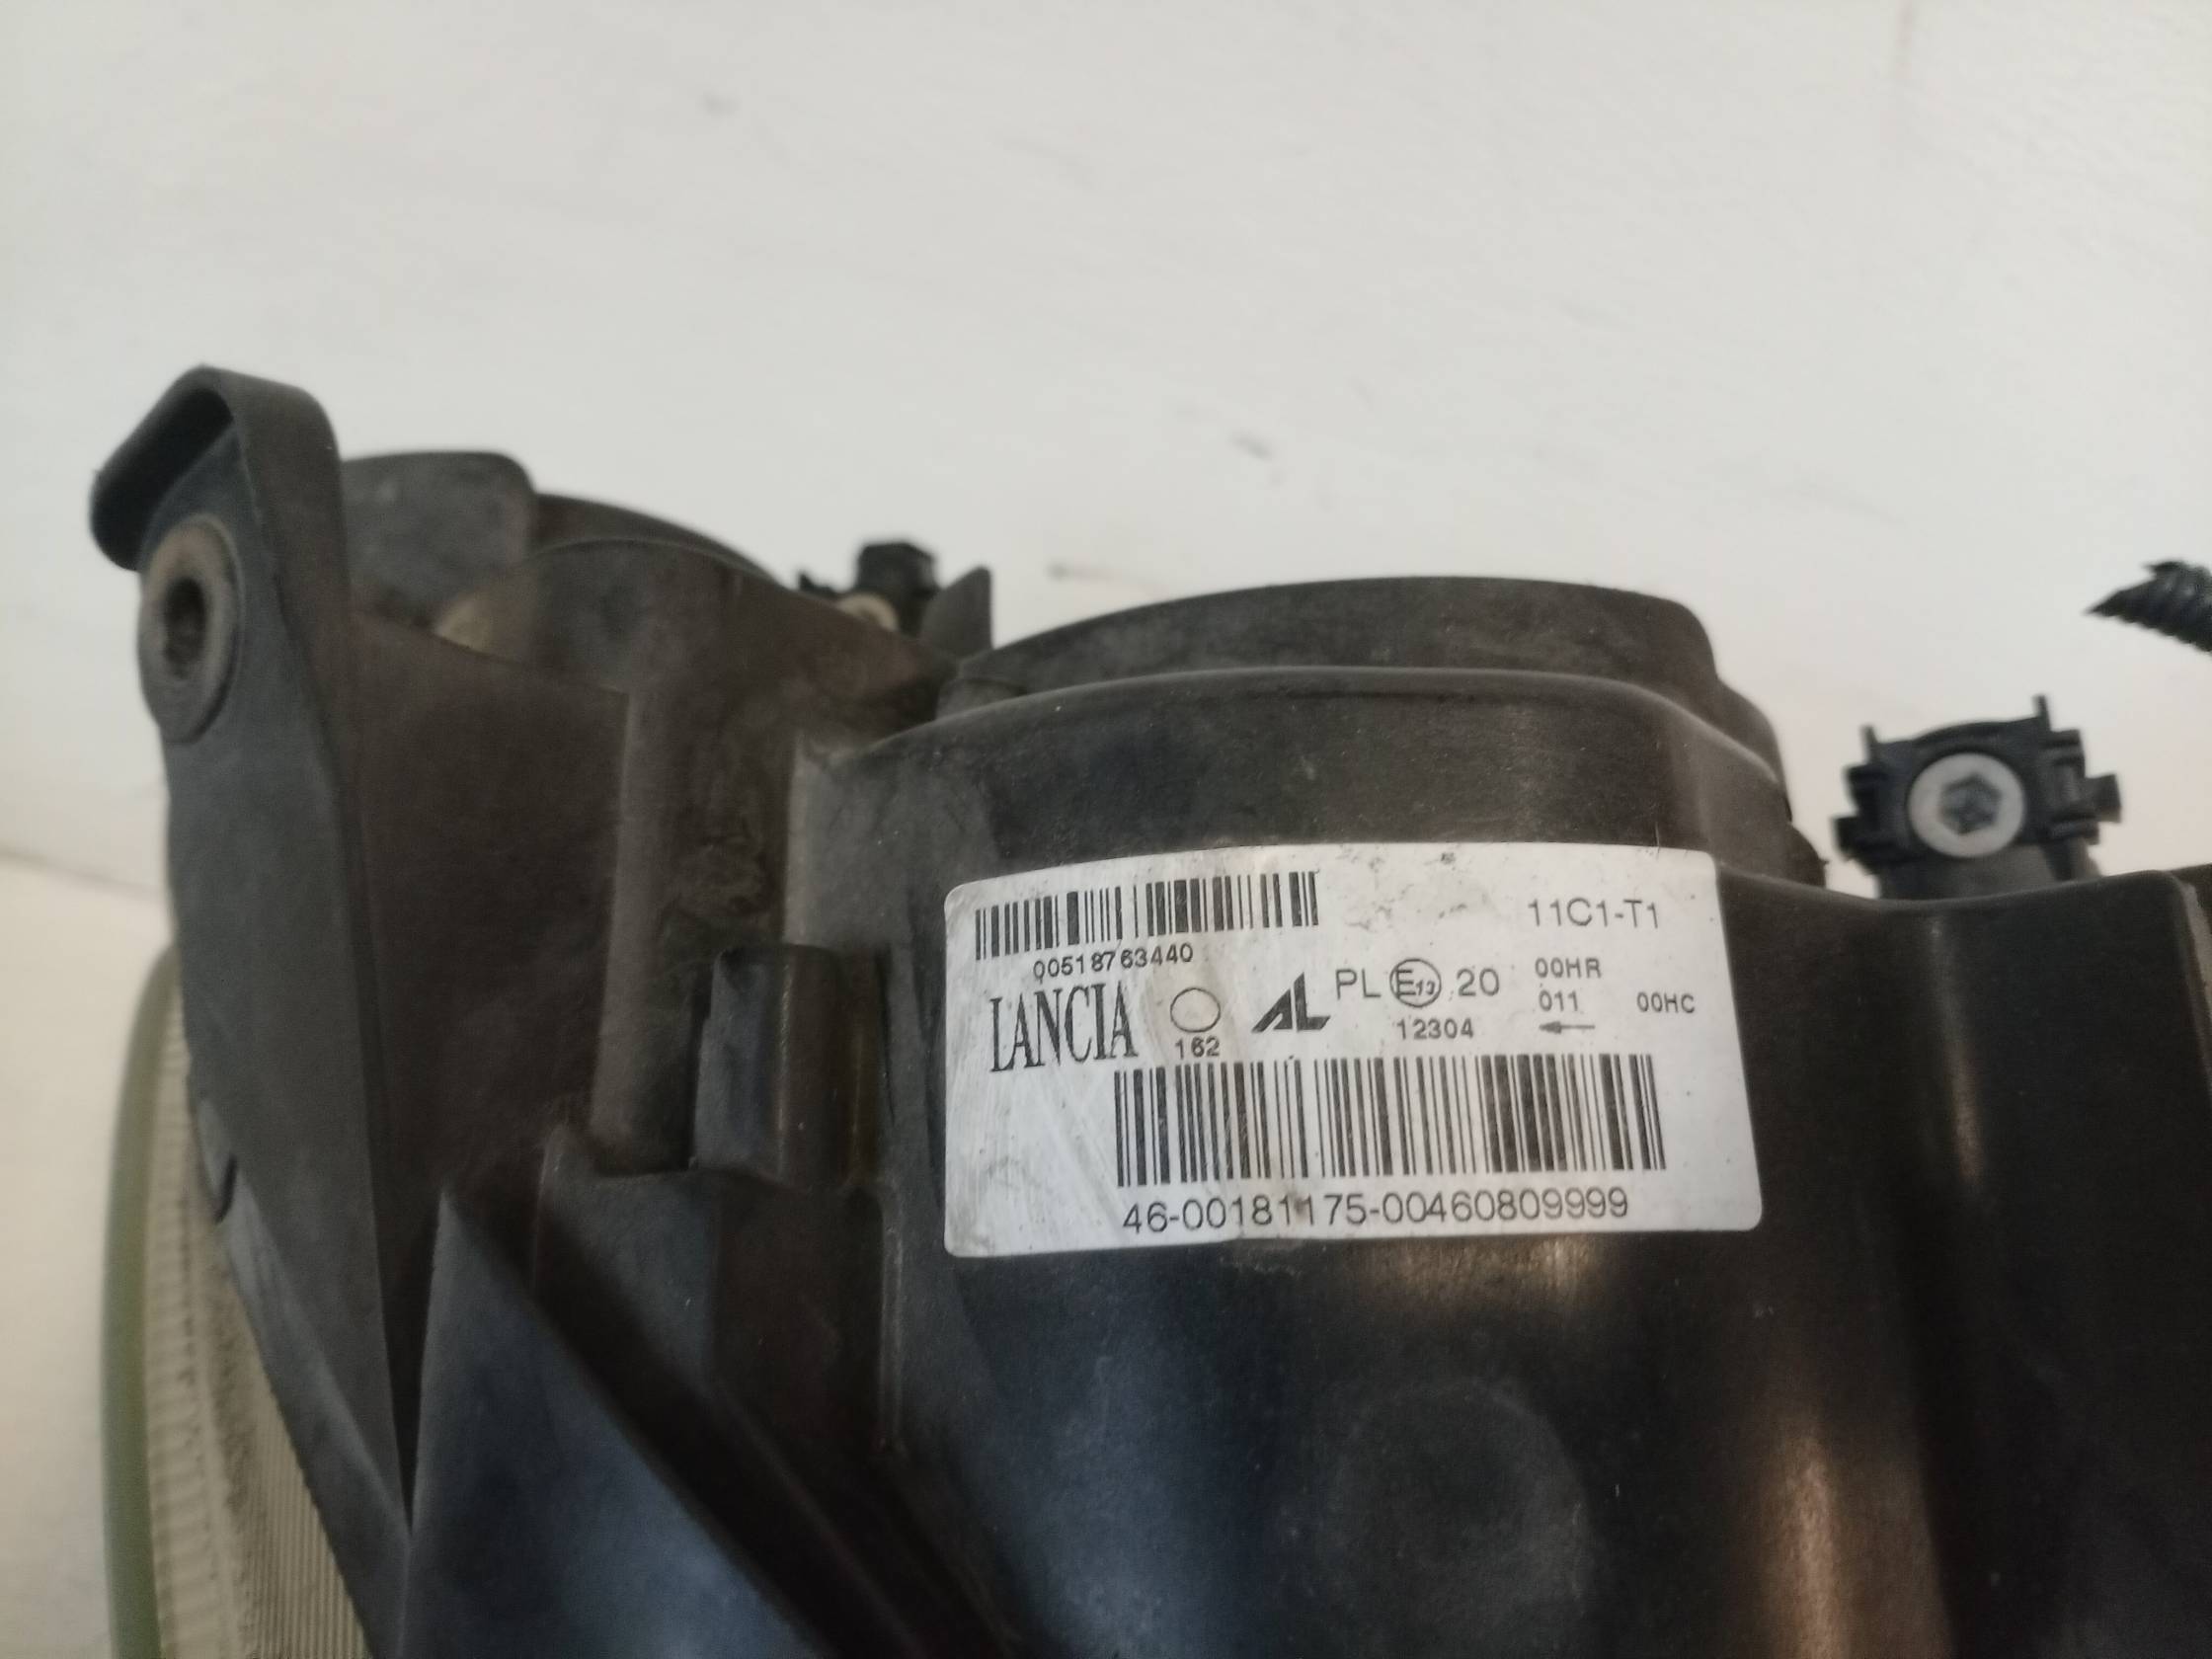 00518763440
11C1-T1
LANCIA
162
AL
PL E13 20
12304
00HR
011
00HC
46-00181175-00460809999